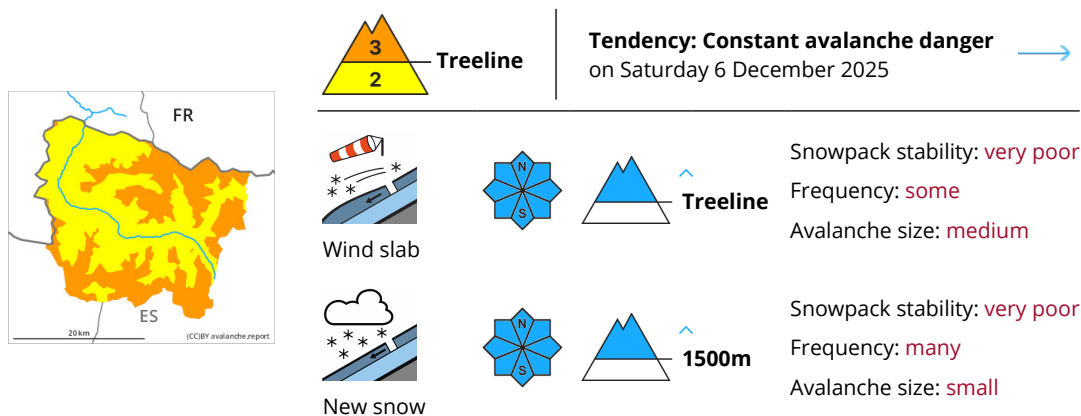 3
2
Treeline
Tendency: Constant avalanche danger
on Saturday 6 December 2025
FR
ES
20 km
(CC)BY avalanche.report
N
S
Treeline
Snowpack stability: very poor
Frequency: some
Avalanche size: medium
Wind slab
N
S
1500m
Snowpack stability: very poor
Frequency: many
Avalanche size: small
New snow